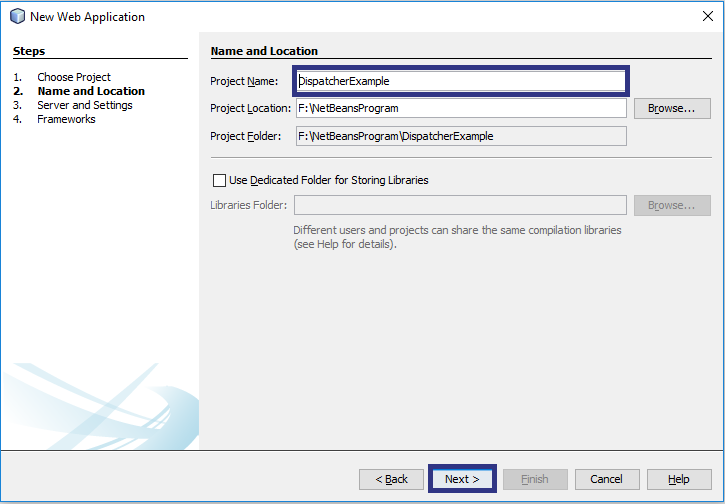 New Web Application
Steps
1. Choose Project
2. Name and Location
3. Server and Settings
4. Frameworks
Name and Location
Project Name: DispatcherExample
Project Location: F:\NetBeansProgram Browse...
Project Folder: F:\NetBeansProgram\DispatcherExample
Use Dedicated Folder for Storing Libraries
Libraries Folder: Browse...
Different users and projects can share the same compilation libraries
(see Help for details).
< Back Next > Finish Cancel Help